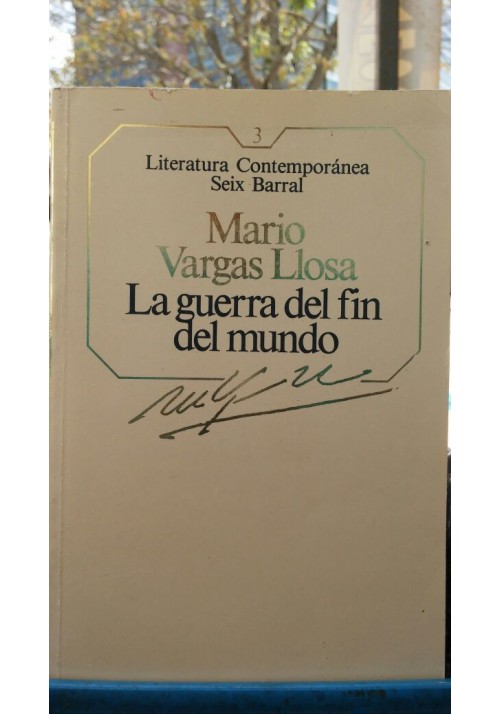 3
Literatura Contemporánea
Seix Barral
Mario
Vargas Llosa
La guerra del fin
del mundo